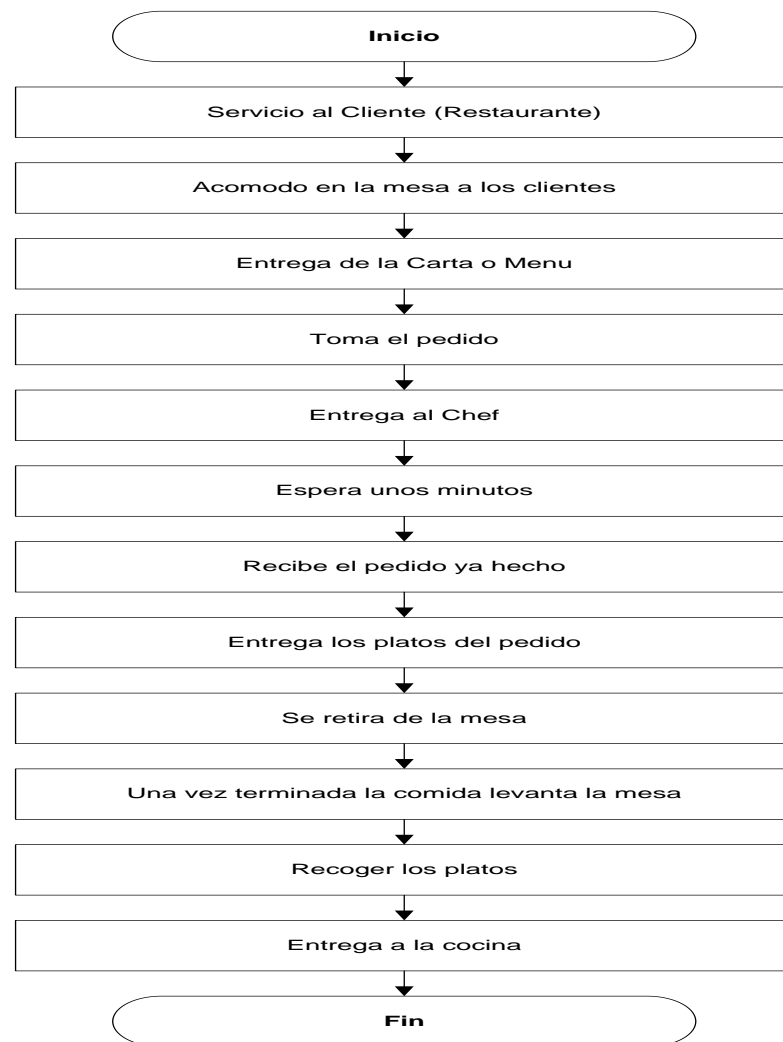 Inicio
Servicio al Cliente (Restaurante)
Acomodo en la mesa a los clientes
Entrega de la Carta o Menu
Toma el pedido
Entrega al Chef
Espera unos minutos
Recibe el pedido ya hecho
Entrega los platos del pedido
Se retira de la mesa
Una vez terminada la comida levanta la mesa
Recoger los platos
Entrega a la cocina
Fin